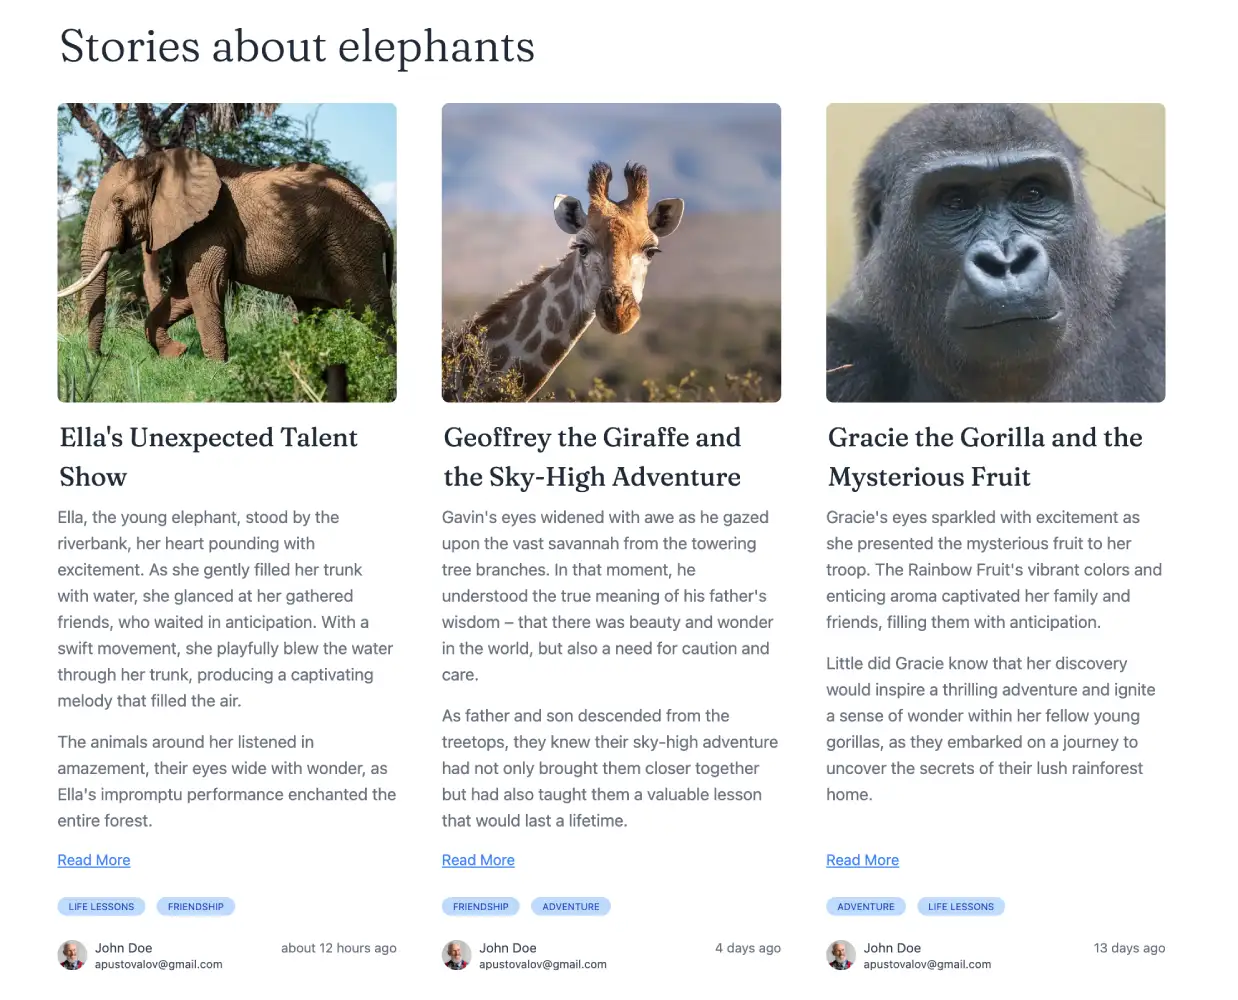 Stories about elephants
Ella's Unexpected Talent
Show
Ella, the young elephant, stood by the
riverbank, her heart pounding with
excitement. As she gently filled her trunk
with water, she glanced at her gathered
friends, who waited in anticipation. With a
swift movement, she playfully blew the water
through her trunk, producing a captivating
melody that filled the air.
The animals around her listened in
amazement, their eyes wide with wonder, as
Ella's impromptu performance enchanted the
entire forest.
Read More
LIFE LESSONS FRIENDSHIP
John Doe
apustovalov@gmail.com
about 12 hours ago
Geoffrey the Giraffe and
the Sky-High Adventure
Gavin's eyes widened with awe as he gazed
upon the vast savannah from the towering
tree branches. In that moment, he
understood the true meaning of his father's
wisdom – that there was beauty and wonder
in the world, but also a need for caution and
care.
As father and son descended from the
treetops, they knew their sky-high adventure
had not only brought them closer together
but had also taught them a valuable lesson
that would last a lifetime.
Read More
FRIENDSHIP ADVENTURE
John Doe
apustovalov@gmail.com
4 days ago
Gracie the Gorilla and the
Mysterious Fruit
Gracie's eyes sparkled with excitement as
she presented the mysterious fruit to her
troop. The Rainbow Fruit's vibrant colors and
enticing aroma captivated her family and
friends, filling them with anticipation.
Little did Gracie know that her discovery
would inspire a thrilling adventure and ignite
a sense of wonder within her fellow young
gorillas, as they embarked on a journey to
uncover the secrets of their lush rainforest
home.
Read More
ADVENTURE LIFE LESSONS
John Doe
apustovalov@gmail.com
13 days ago